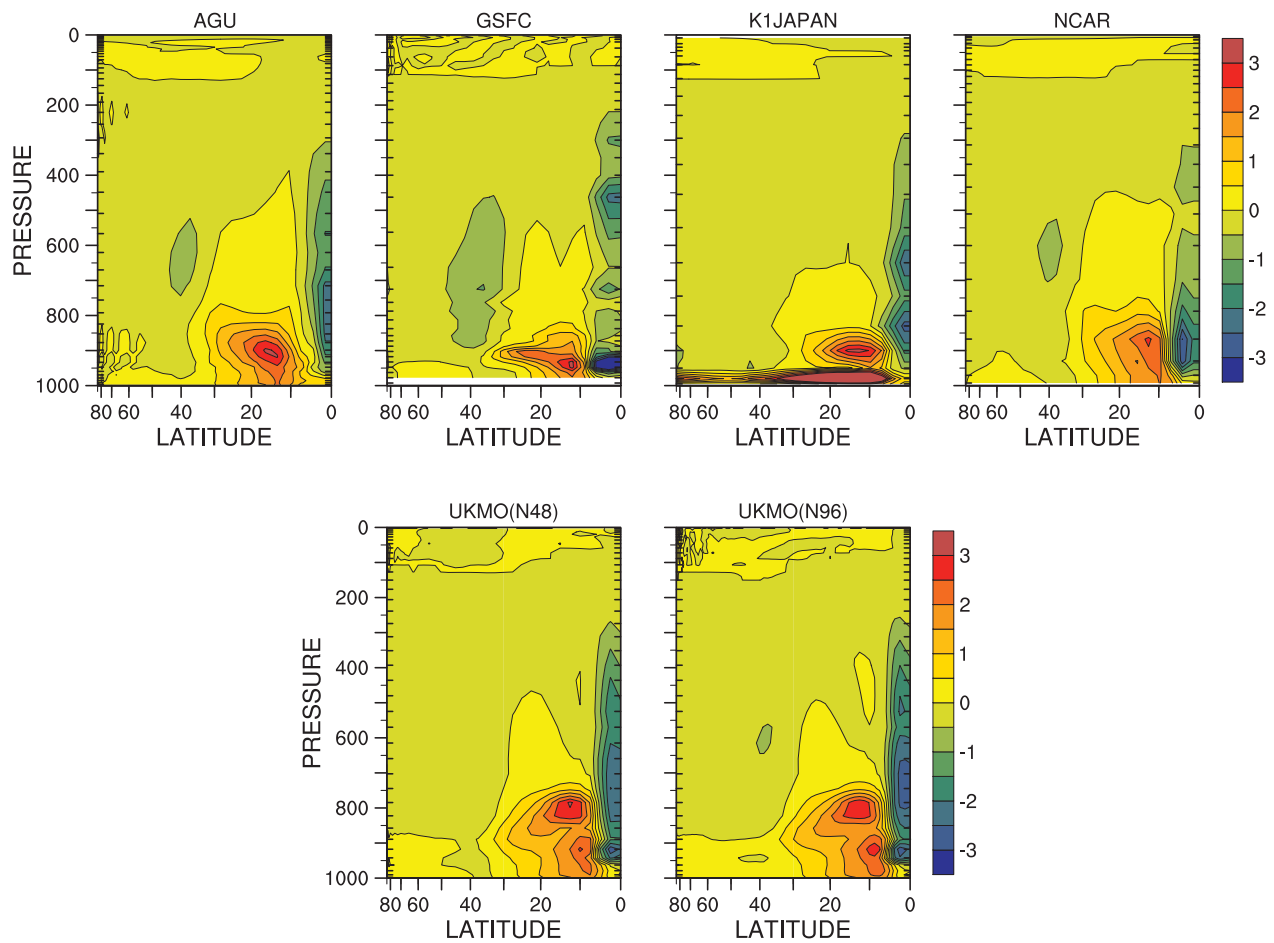 AGU GSFC K1JAPAN NCAR
PRESSURE
0
200
400
600
800
1000
80 60 40 20 0
80 60 40 20 0
80 60 40 20 0
80 60 40 20 0
LATITUDE LATITUDE LATITUDE LATITUDE
3
2
1
0
-1
-2
-3
UKMO(N48) UKMO(N96)
PRESSURE
0
200
400
600
800
1000
80 60 40 20 0
80 60 40 20 0
LATITUDE LATITUDE
3
2
1
0
-1
-2
-3